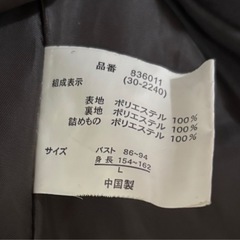 品番 836011
(30-2240)
組成表示
表地 ポリエステル 100%
裏地 ポリエステル 100%
詰めもの ポリエステル 100%
サイズ バスト 86~94
身長 154~162
L
中国製